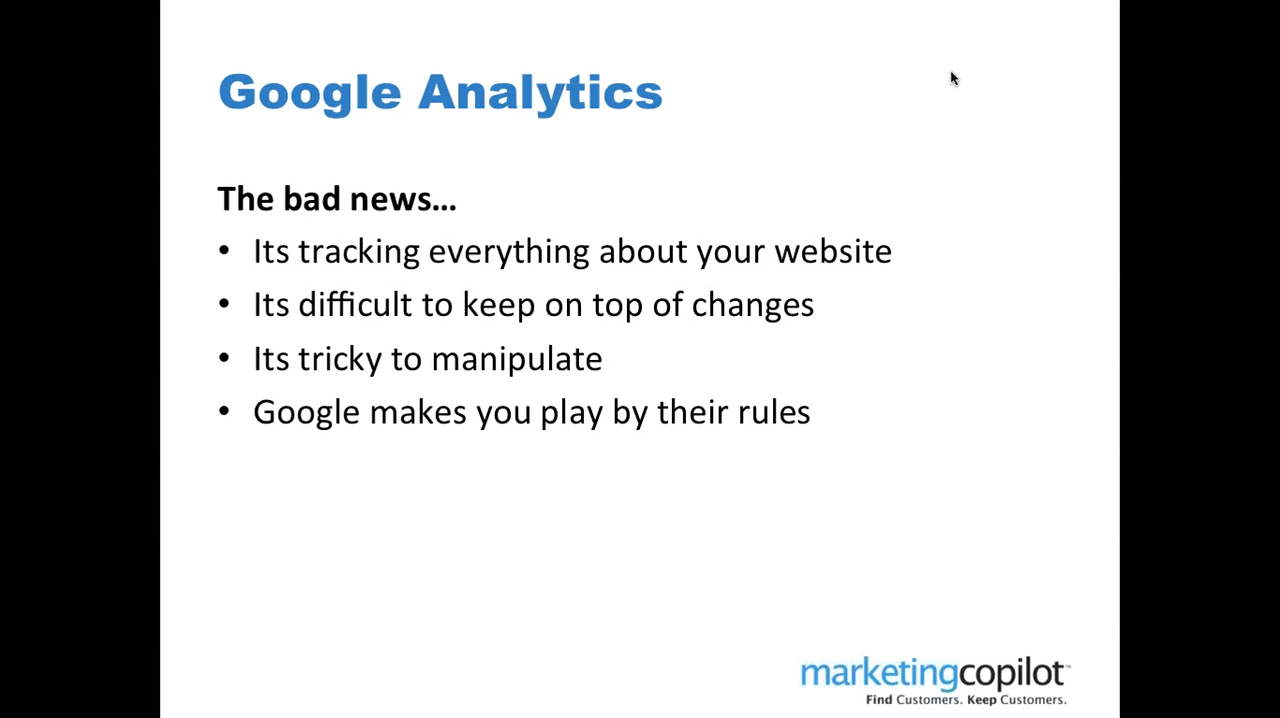 Google Analytics
The bad news...
• Its tracking everything about your website
• Its difficult to keep on top of changes
• Its tricky to manipulate
• Google makes you play by their rules
marketingcopilot™
Find Customers. Keep Customers.